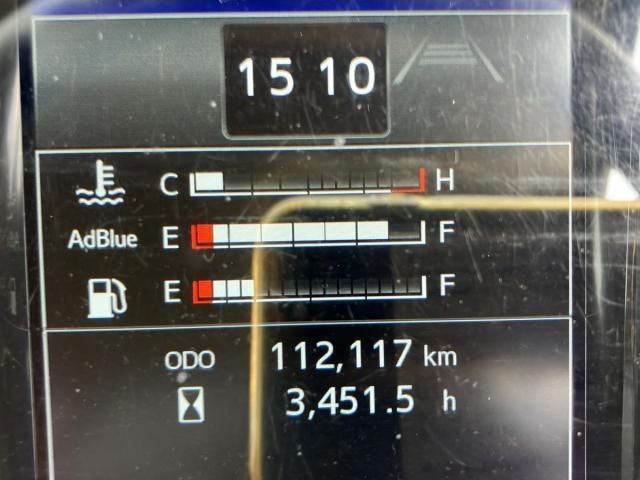 15 10
C H
AdBlue E F
E F
ODO 112,117 km
3,451.5 h